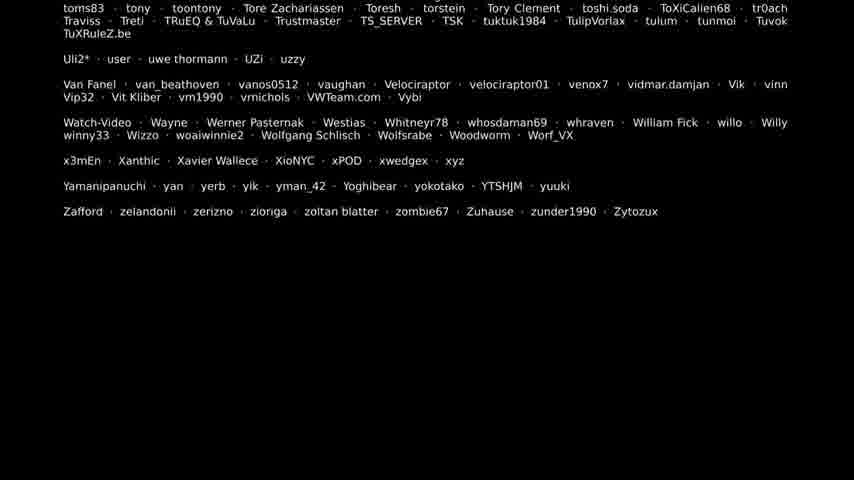 toms83 · tony · toontony · Tore Zachariassen · Toresh · torstein · Tory Clement · toshi.soda · ToXiCalien68 · tr0ach
Traviss · Treti · TRuEQ & TuVaLu · Trustmaster · TS_SERVER · TSK · tuktuk1984 · TulipVorlax · tulum · tunmoi · Tuvok
TuXRuleZ.be
Uli2* · user · uwe thormann · UZi · uzzy
Van Fanel · van_beathoven · vanos0512 · vaughan · Velociraptor · velociraptor01 · venox7 · vidmar.damjan · Vik · vinn
Vip32 · Vit Kliber · vm1990 · vrnichols · VWTeam.com · Vybi
Watch-Video · Wayne · Werner Pasternak · Westias · Whitneyr78 · whosdaman69 · whraven · William Fick · willo · Willy
winny33 · Wizzo · woaiwinnie2 · Wolfgang Schlisch · Wolfsrabe · Woodworm · Worf_VX
x3mEn · Xanthic · Xavier Wallece · XioNYC · xPOD · xwedgex · xyz
Yamanipanuchi · yan · yerb · yik · yman_42 · Yoghibear · yokotako · YTSHJM · yuuki
Zafford · zelandonii · zerizno · zioriga · zoltan blatter · zombie67 · Zuhause · zunder1990 · Zytozux